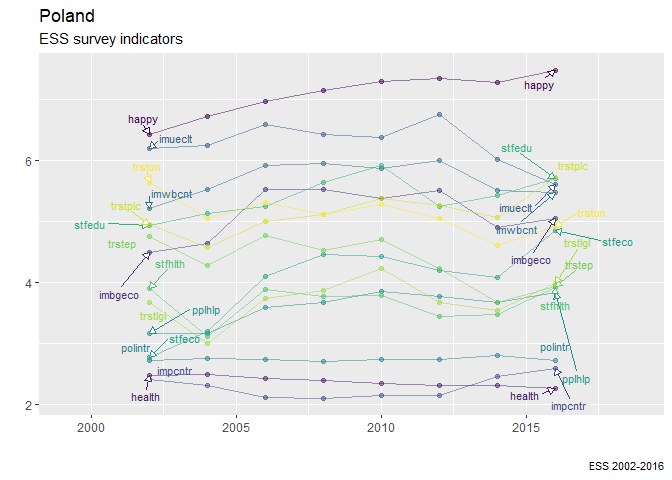 Poland
ESS survey indicators
happy
happy
imueclt
stfedu
trstun
trstplc
6
imwbcnt
trstplc
imueclt
trstun
stfedu
imwbcnt
trstep
stfeco
trstlgl
imbgeco
stfhlth
trstep
4
imbgeco
stfhlth
pplhlp
trstlgl
stfeco
polintr
polintr
impcntr
pplhlp
health
health
impcntr
2
2000
2005
2010
2015
ESS 2002-2016